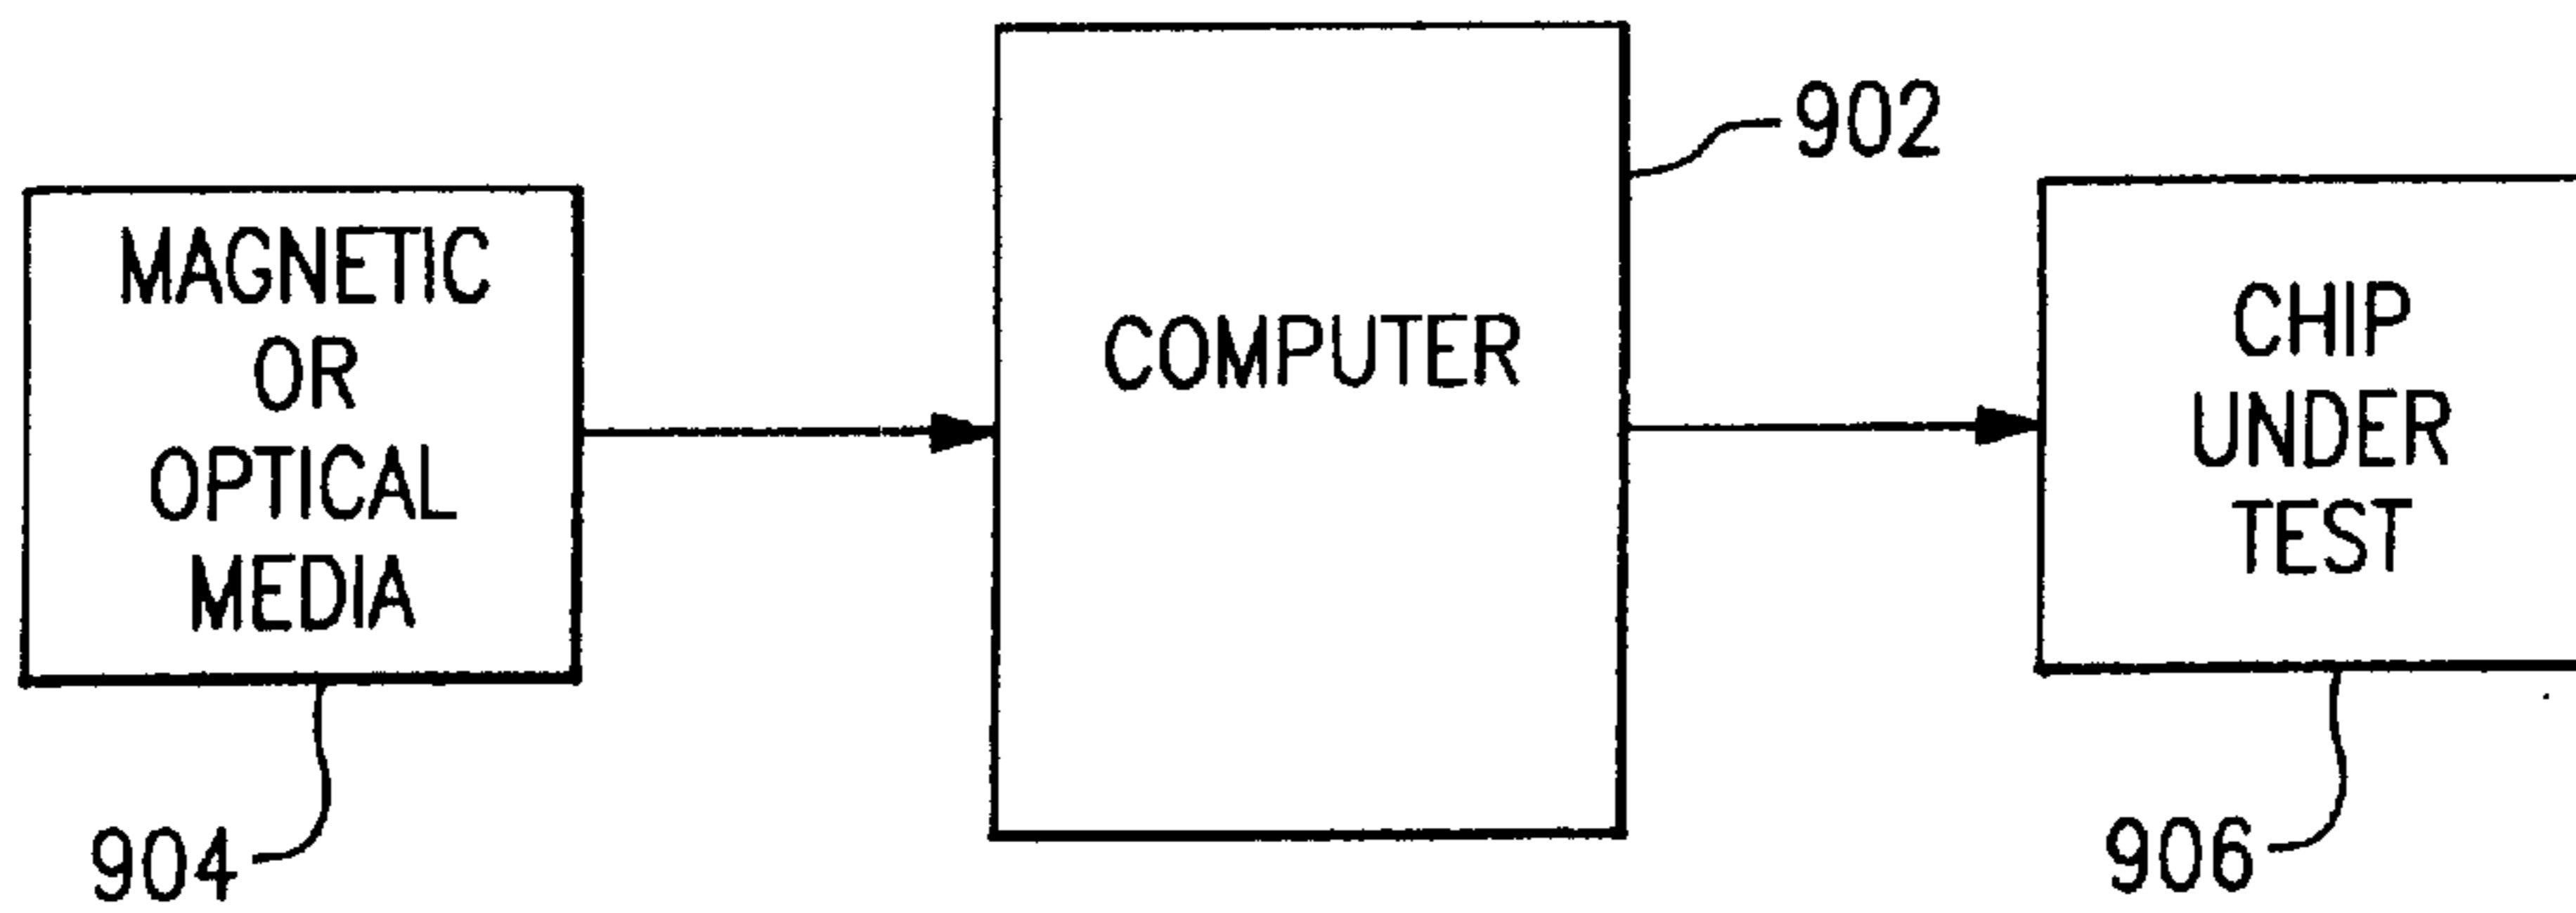 MAGNETIC
OR
OPTICAL
MEDIA
904
COMPUTER
902
CHIP
UNDER
TEST
906